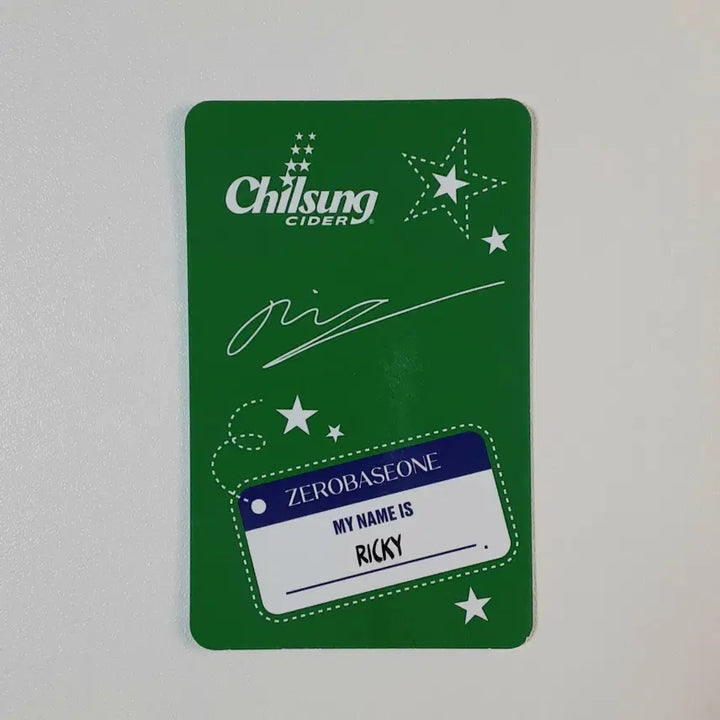 Chilsung
CIDER®
ZEROBASEONE
MY NAME IS
RICKY